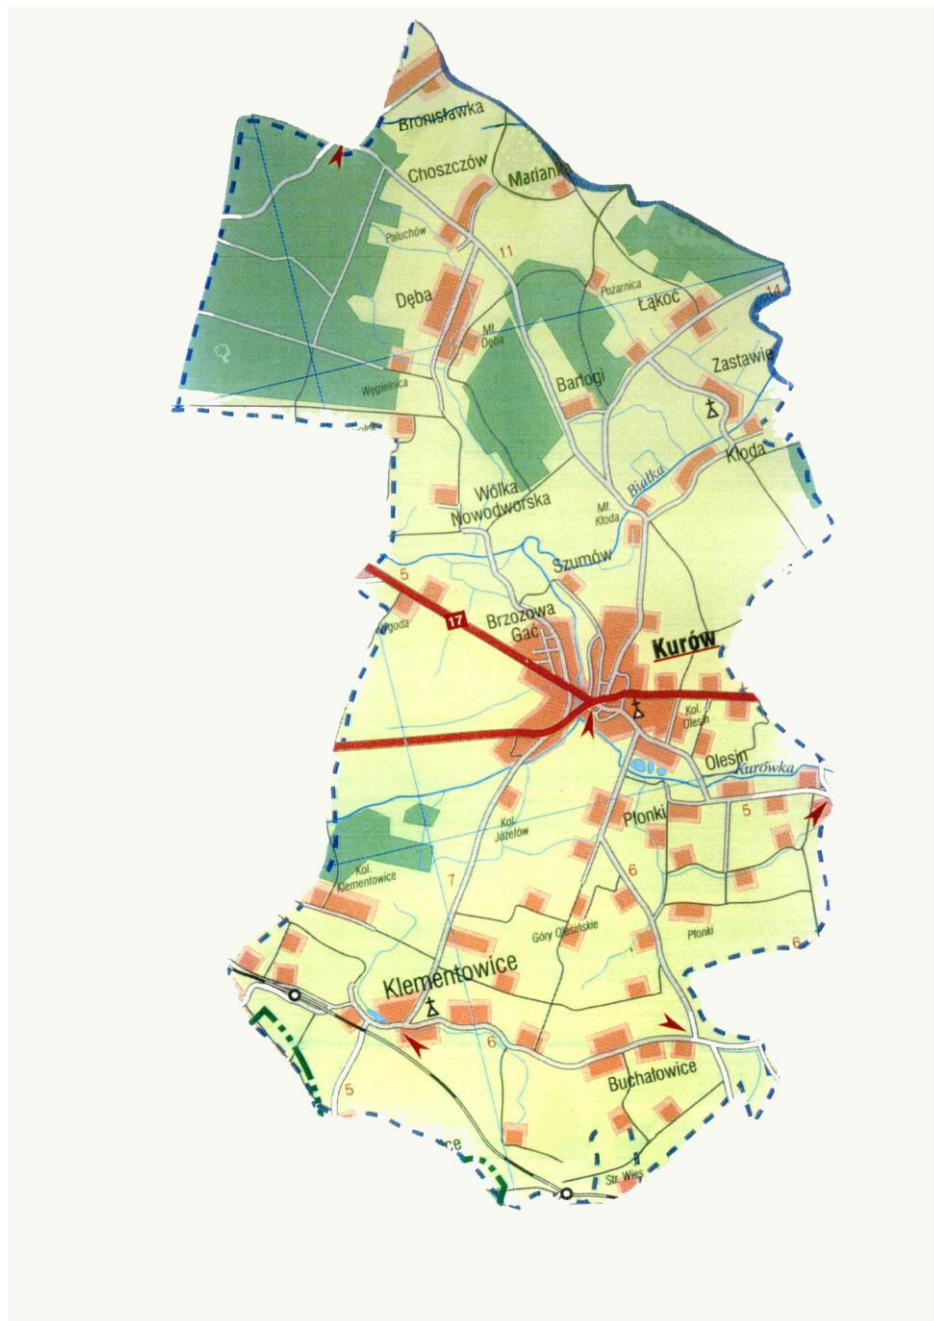 Bronisławka
Choszczów
Marianka
Paluchów
11
Pożarnica
Dęba
Łąkoć
14
Mł.
Dęba
Zastawie
Węgielnica
Barłogi
Kłoda
Białka
Wólka
Nowodworska
Mł.
Kłoda
Szumów
5
17
Brzozowa
Gać
Kurów
Kol.
Olesin
Olesin
Kurówka
5
Płonki
Kol.
Józefów
6
7
Kol.
Klementowice
Góry Olesińskie
Płonki
6
Klementowice
6
Buchałowice
5
Str. Wieś